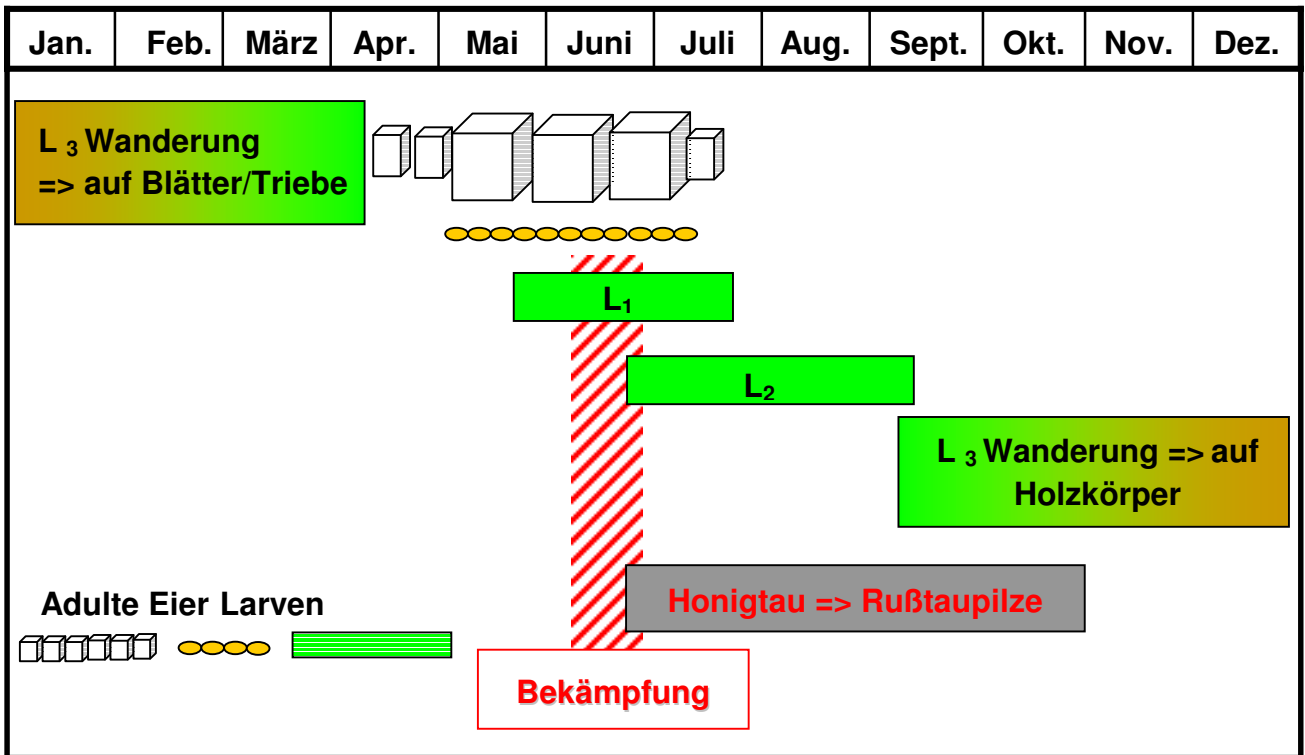 Jan. Feb. März Apr. Mai Juni Juli Aug. Sept. Okt. Nov. Dez.
L 3 Wanderung
=> auf Blätter/Triebe
L1
L2
L 3 Wanderung => auf
Holzkörper
Honigtau => Rußtaupilze
Adulte Eier Larven
Bekämpfung